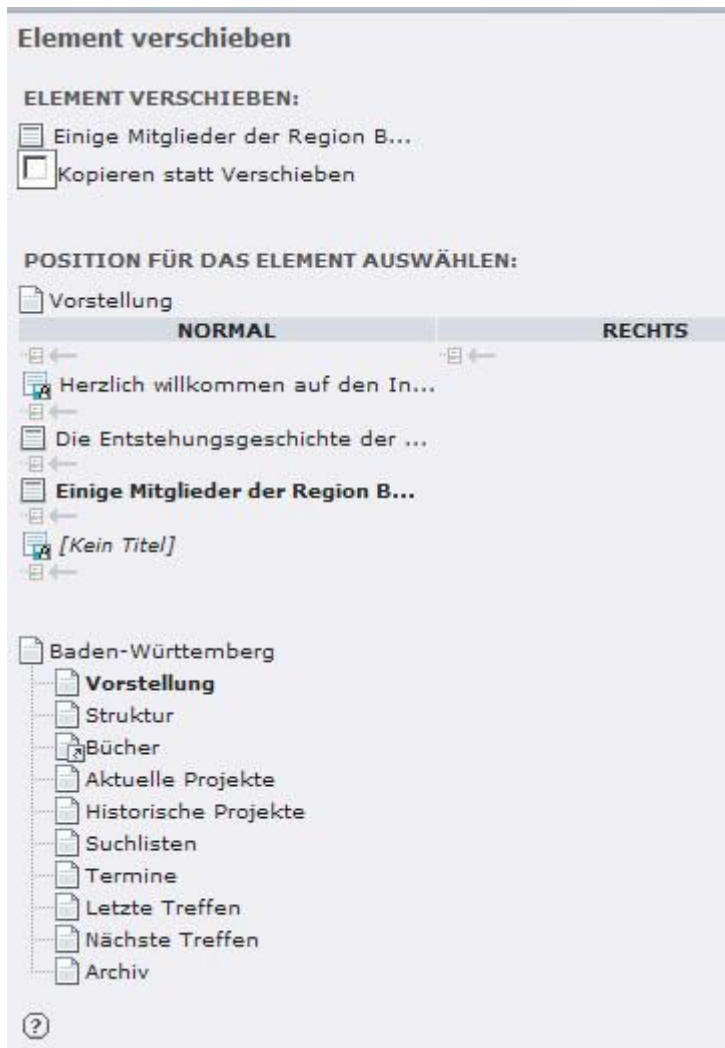 Element verschieben
ELEMENT VERSCHIEBEN:
Einige Mitglieder der Region B...
Kopieren statt Verschieben
POSITION FÜR DAS ELEMENT AUSWÄHLEN:
Vorstellung
NORMAL RECHTS
Herzlich willkommen auf den In...
Die Entstehungsgeschichte der ...
Einige Mitglieder der Region B...
[Kein Titel]
Baden-Württemberg
Vorstellung
Struktur
Bücher
Aktuelle Projekte
Historische Projekte
Suchlisten
Termine
Letzte Treffen
Nächste Treffen
Archiv
?